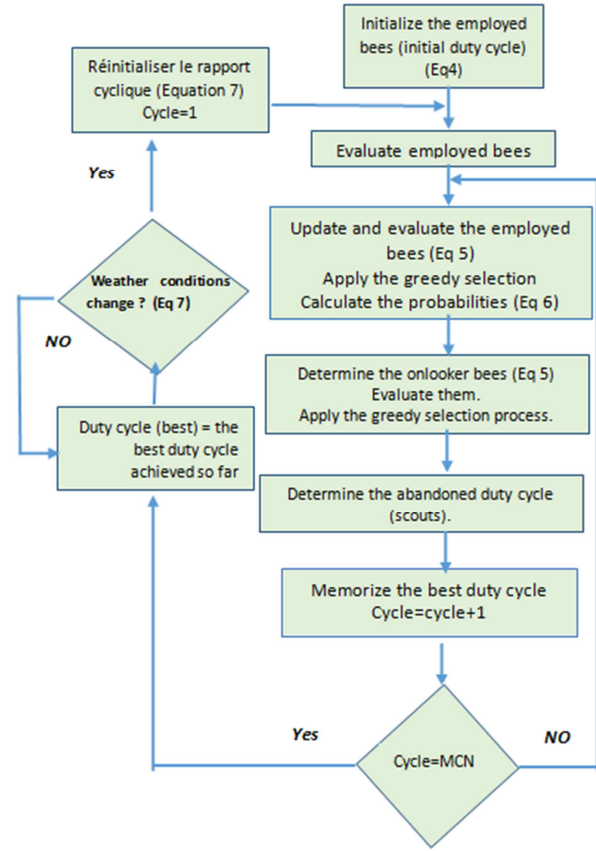 Initialize the employed
bees (initial duty cycle)
(Eq4)
Réinitialiser le rapport
cyclique (Equation 7)
Cycle=1
Evaluate employed bees
Yes
Update and evaluate the employed
bees (Eq 5)
Apply the greedy selection
Calculate the probabilities (Eq 6)
Weather conditions
change ? (Eq 7)
NO
Determine the onlooker bees (Eq 5)
Evaluate them.
Apply the greedy selection process.
Duty cycle (best) = the
best duty cycle
achieved so far
Determine the abandoned duty cycle
(scouts).
Memorize the best duty cycle
Cycle=cycle+1
Yes
NO
Cycle=MCN